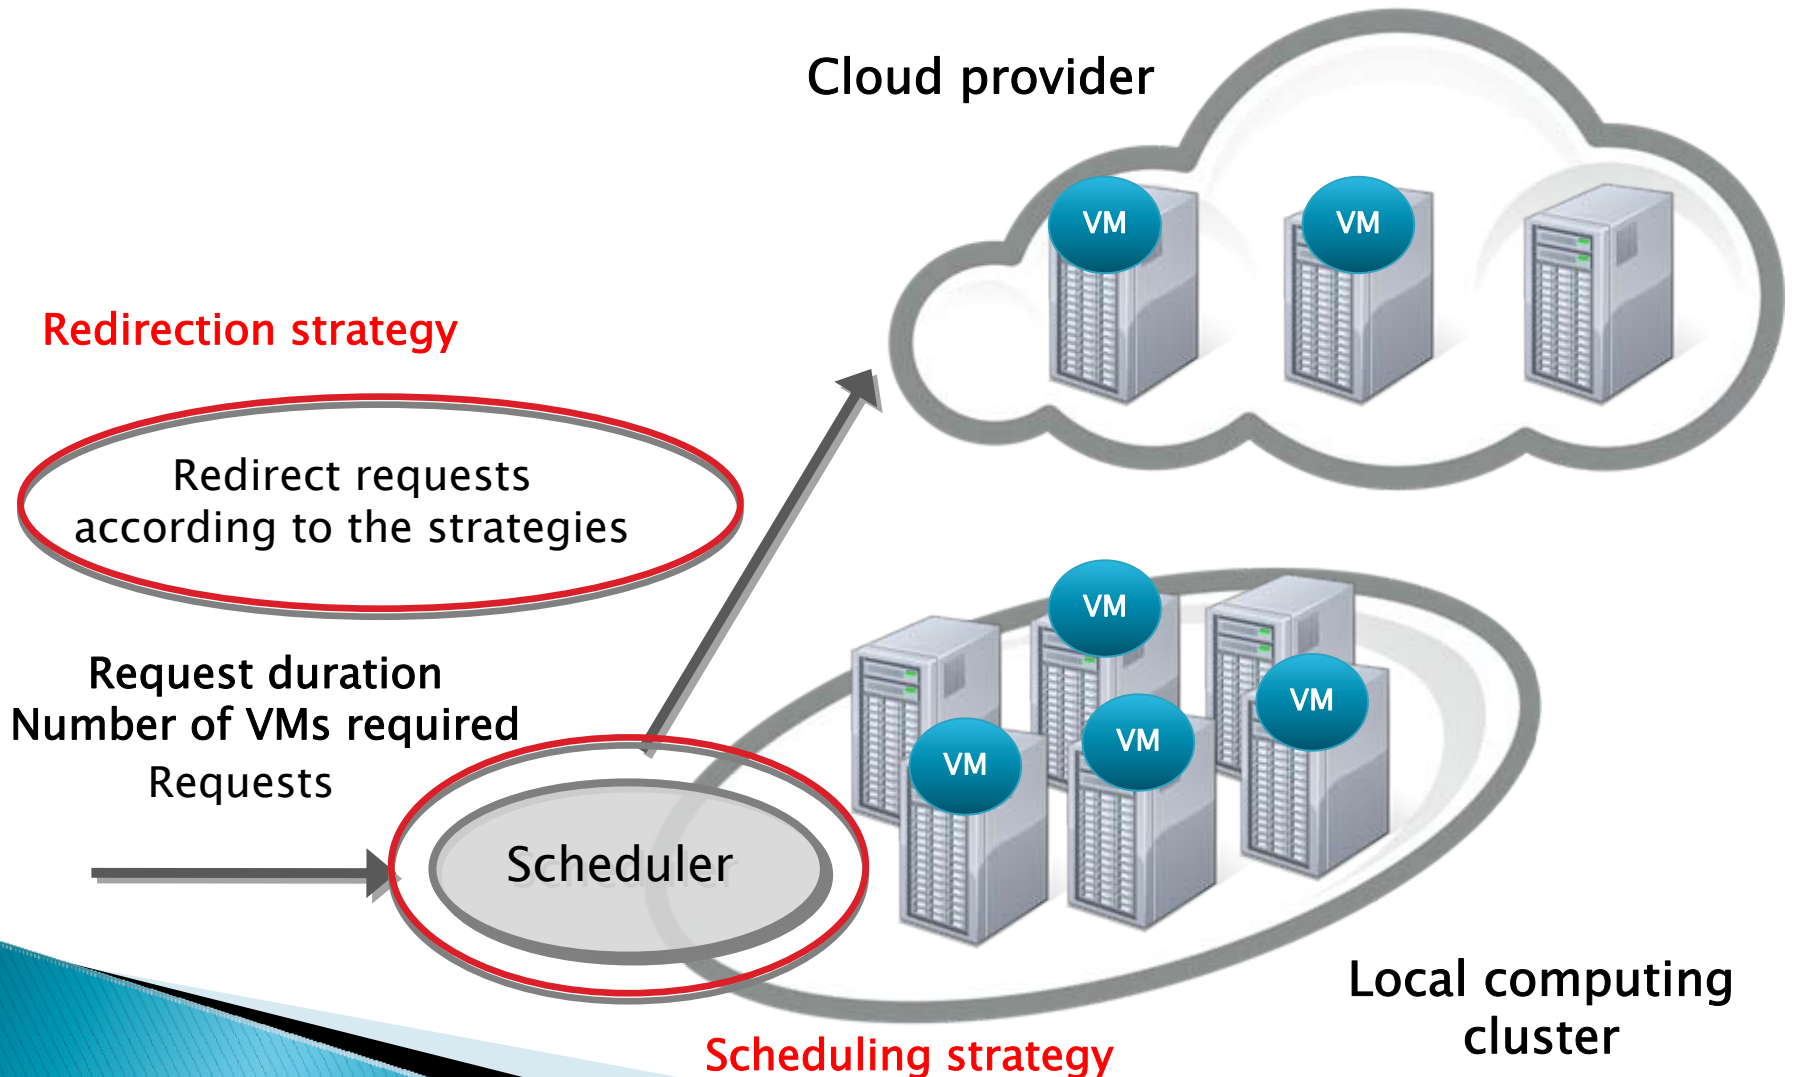 Cloud provider
VM
VM
Redirection strategy
Redirect requests
according to the strategies
Request duration
Number of VMs required
Requests
Scheduler
VM
VM
VM
VM
Local computing
cluster
Scheduling strategy